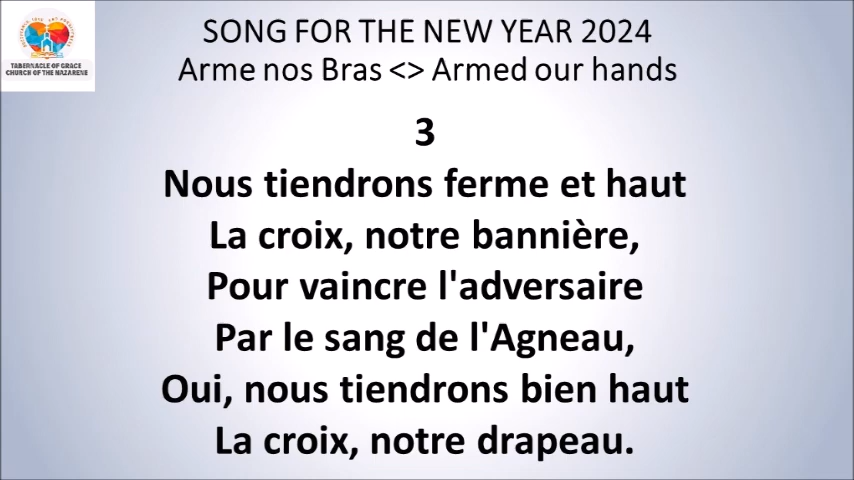 TABERNACLE OF GRACE
CHURCH OF THE NAZARENE
SONG FOR THE NEW YEAR 2024
Arme nos Bras <> Armed our hands
3
Nous tiendrons ferme et haut
La croix, notre bannière,
Pour vaincre l'adversaire
Par le sang de l'Agneau,
Oui, nous tiendrons bien haut
La croix, notre drapeau.